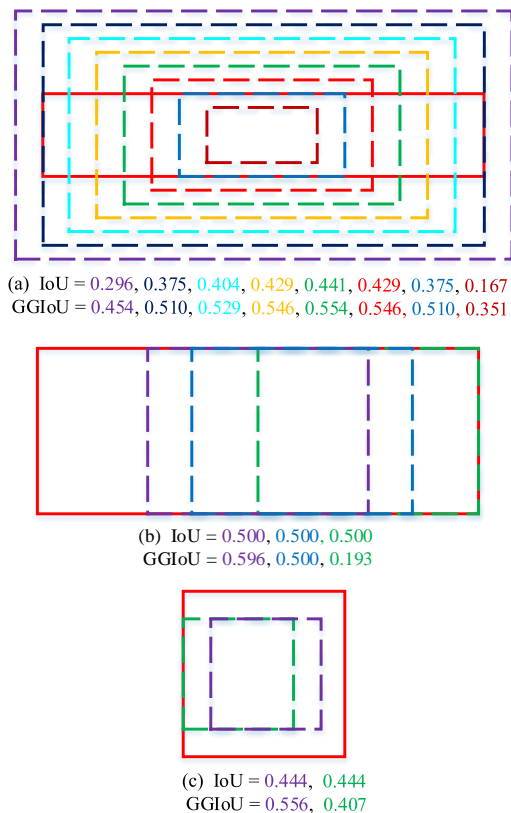 (a) IoU = 0.296, 0.375, 0.404, 0.429, 0.441, 0.429, 0.375, 0.167
GGIoU = 0.454, 0.510, 0.529, 0.546, 0.554, 0.546, 0.510, 0.351
(b) IoU = 0.500, 0.500, 0.500
GGIoU = 0.596, 0.500, 0.193
(c) IoU = 0.444, 0.444
GGIoU = 0.556, 0.407